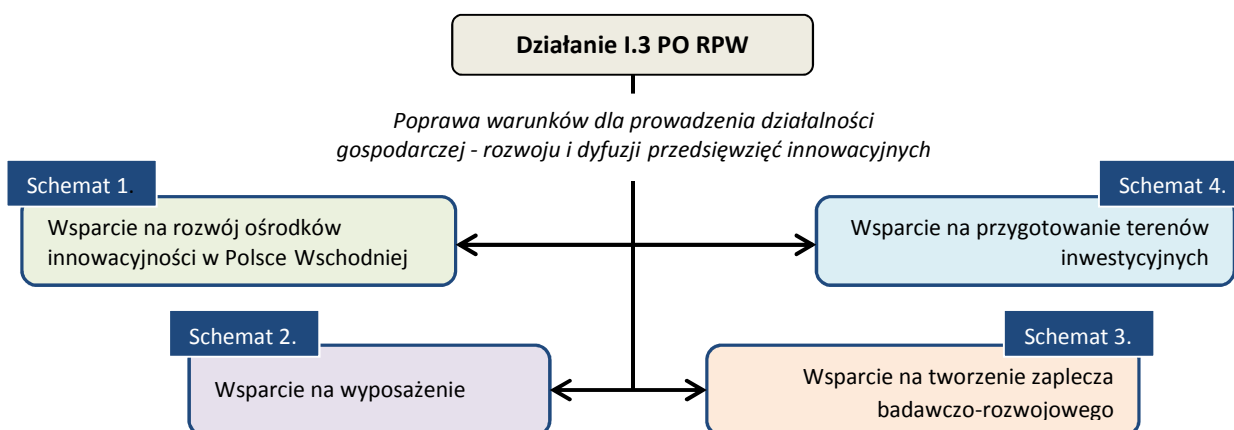 Działanie I.3 PO RPW
Poprawa warunków dla prowadzenia działalności
gospodarczej - rozwoju i dyfuzji przedsięwzięć innowacyjnych
Schemat 1.
Wsparcie na rozwój ośrodków
innowacyjności w Polsce Wschodniej
Schemat 4.
Wsparcie na przygotowanie terenów
inwestycyjnych
Schemat 2.
Wsparcie na wyposażenie
Schemat 3.
Wsparcie na tworzenie zaplecza
badawczo-rozwojowego